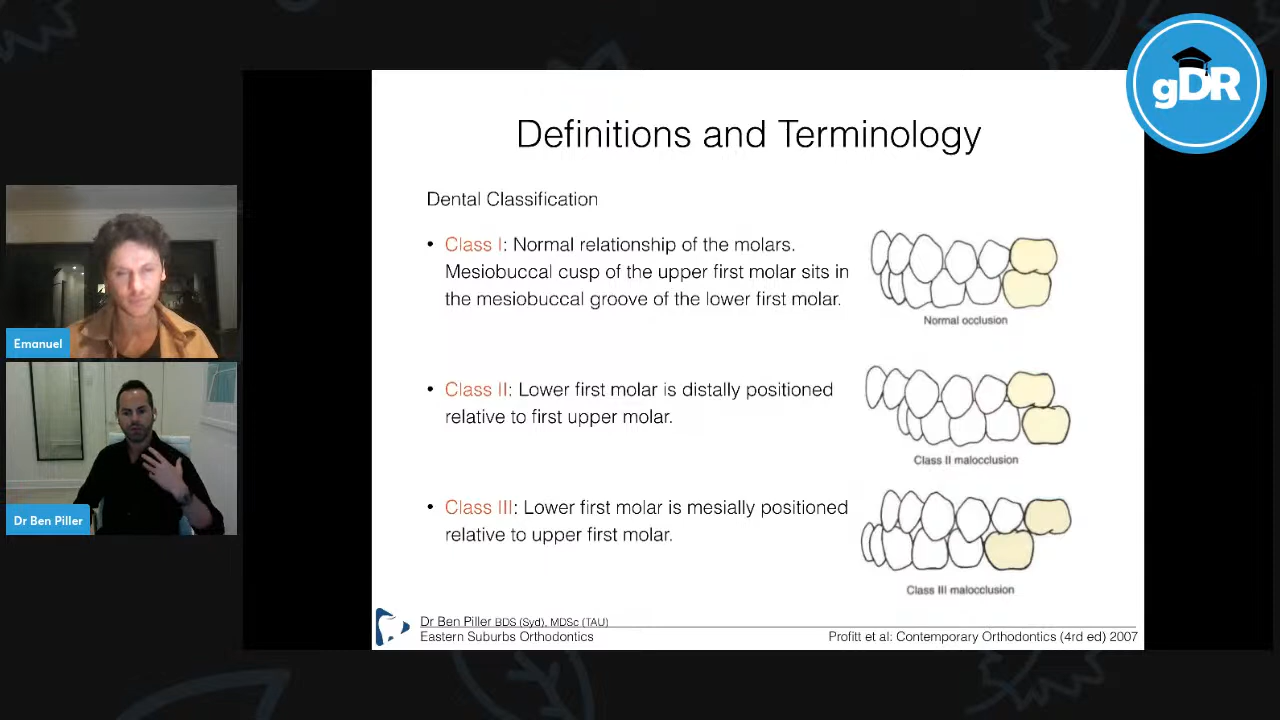 gDR
Definitions and Terminology
Dental Classification
• Class I: Normal relationship of the molars.
Mesiobuccal cusp of the upper first molar sits in
the mesiobuccal groove of the lower first molar.
Normal occlusion
• Class II: Lower first molar is distally positioned
relative to first upper molar.
Class II malocclusion
• Class III: Lower first molar is mesially positioned
relative to upper first molar.
Class III malocclusion
Emanuel
Dr Ben Piller
Dr Ben Piller BDS (Syd), MDSc (TAU)
Eastern Suburbs Orthodontics
Profitt et al: Contemporary Orthodontics (4rd ed) 2007